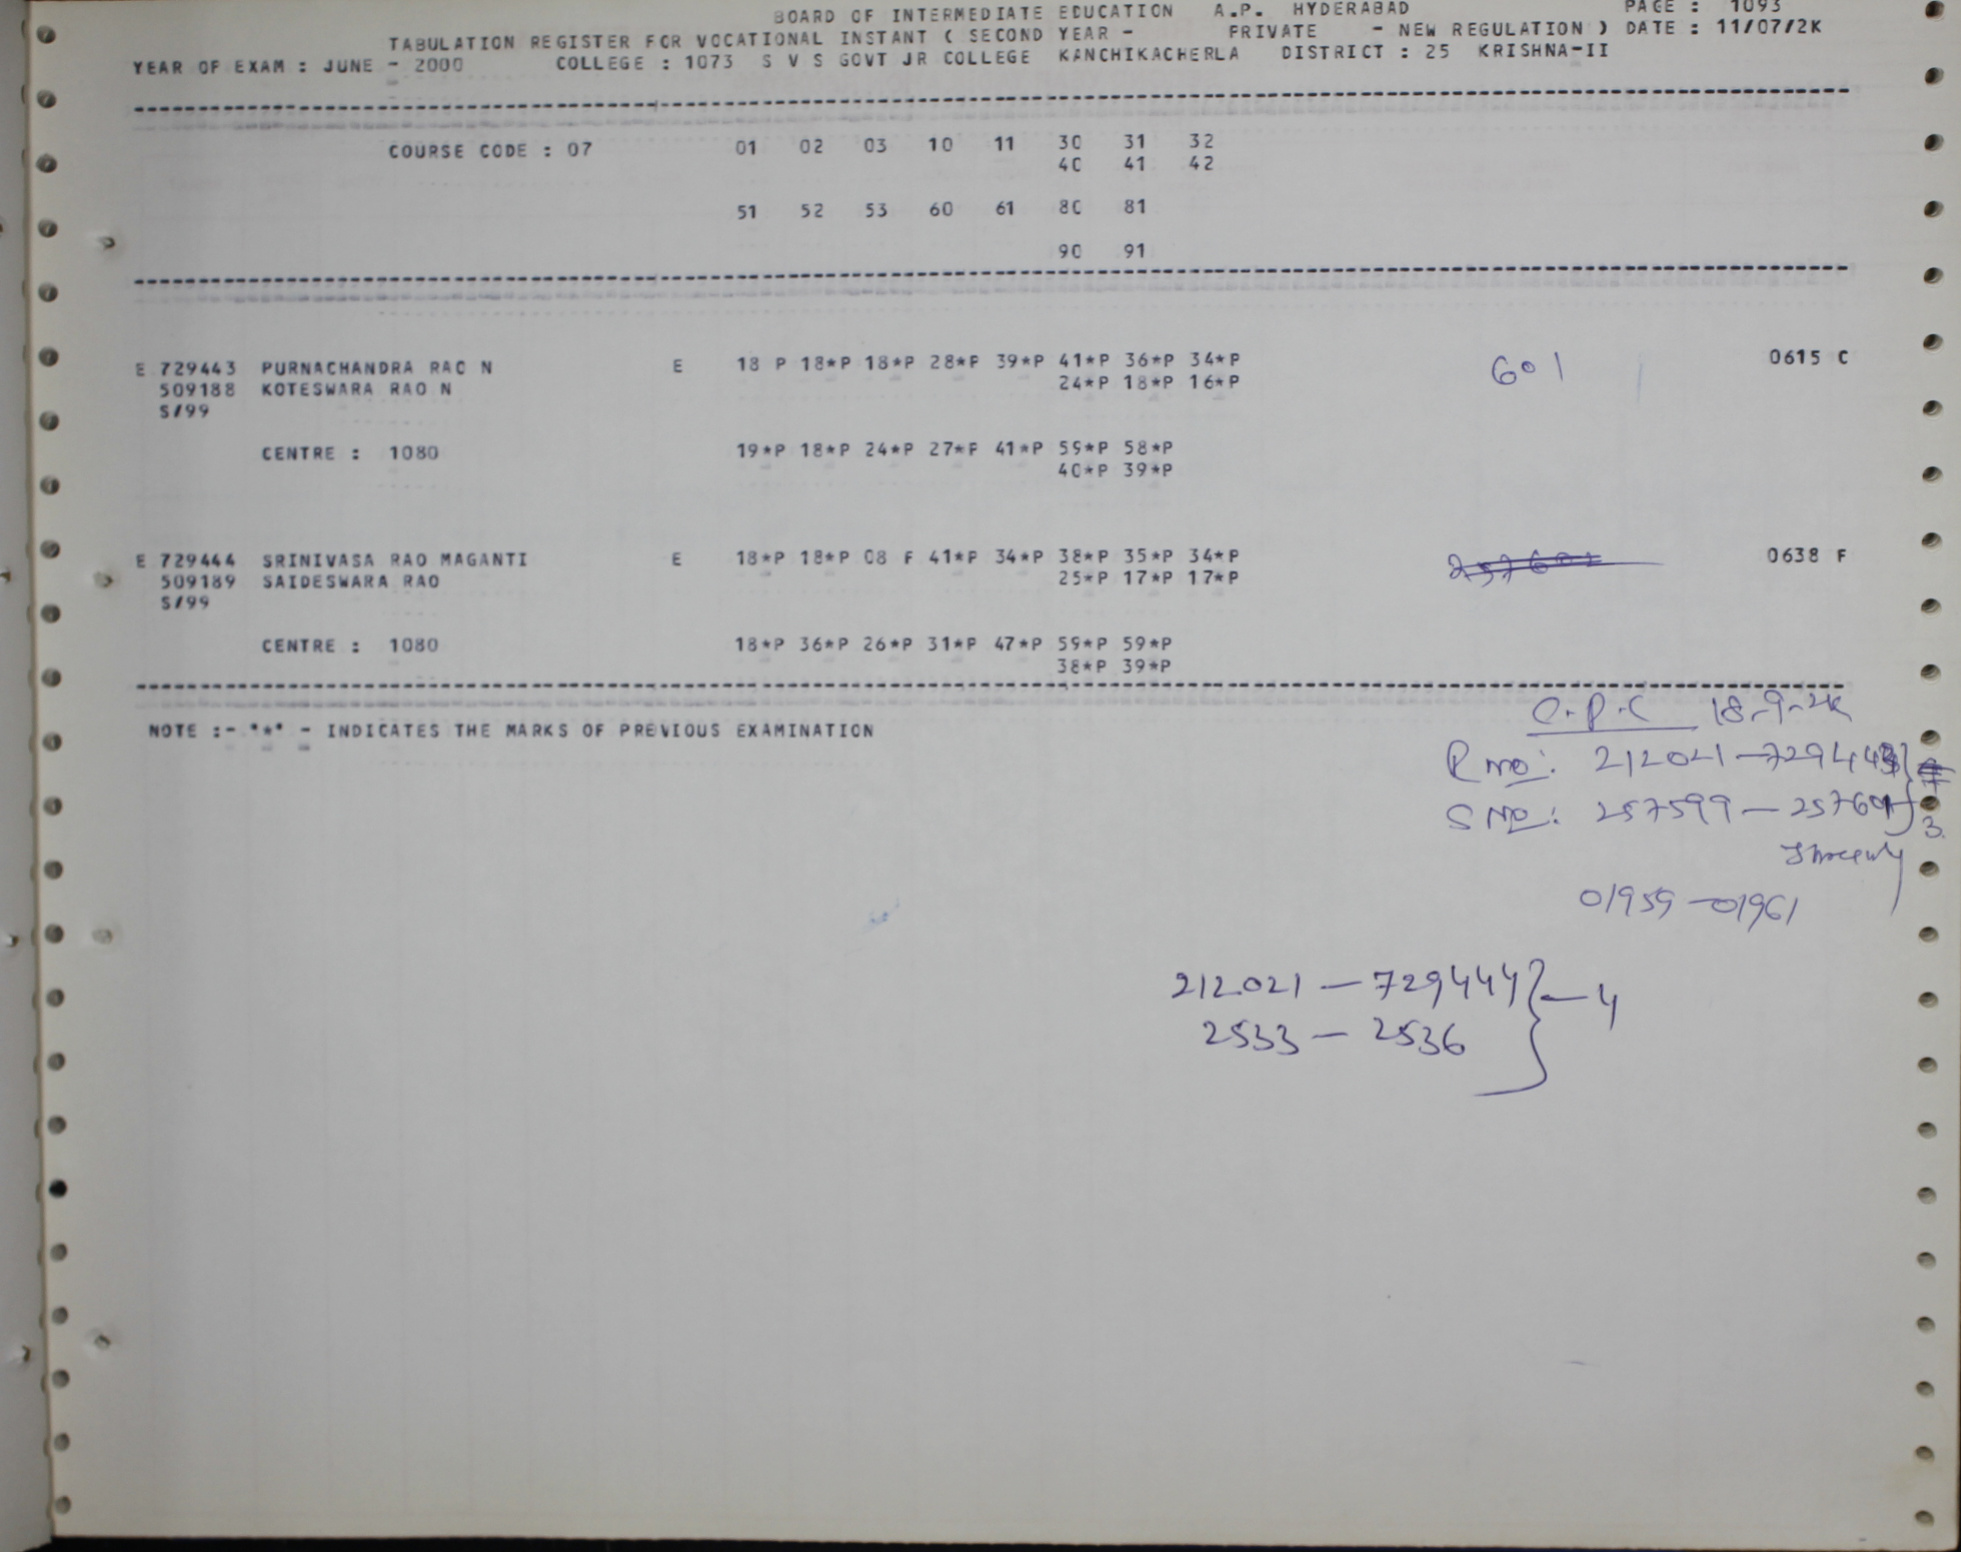 BOARD OF INTERMEDIATE EDUCATION A.P. HYDERABAD PAGE : 1093
TABULATION REGISTER FOR VOCATIONAL INSTANT ( SECOND YEAR - PRIVATE - NEW REGULATION ) DATE : 11/07/2K
YEAR OF EXAM : JUNE - 2000 COLLEGE : 1073 S V S GOVT JR COLLEGE KANCHIKACHERLA DISTRICT : 25 KRISHNA-II
COURSE CODE : 07 01 02 03 10 11 30 31 32
40 41 42
51 52 53 60 61 80 81
90 91
E 729443 PURNACHANDRA RAO N E 18 P 18*P 18*P 28*P 39*P 41*P 36*P 34*P 601 0615 C
509188 KOTESWARA RAO N 24*P 18*P 16*P
S/99
CENTRE : 1080 19*P 18*P 24*P 27*P 41*P 59*P 58*P
40*P 39*P
E 729444 SRINIVASA RAO MAGANTI E 18*P 18*P 08 F 41*P 34*P 38*P 35*P 34*P 0638 F
509189 SAIDESWARA RAO 25*P 17*P 17*P
S/99
CENTRE : 1080 18*P 36*P 26*P 31*P 47*P 59*P 59*P
38*P 39*P
NOTE :- "*" - INDICATES THE MARKS OF PREVIOUS EXAMINATION
C.P.C 18-9-2K
R no: 212021 - 729443
S no: 257599 - 257601 3
01959 - 01961
212021 - 729444 } - 4
2533 - 2536